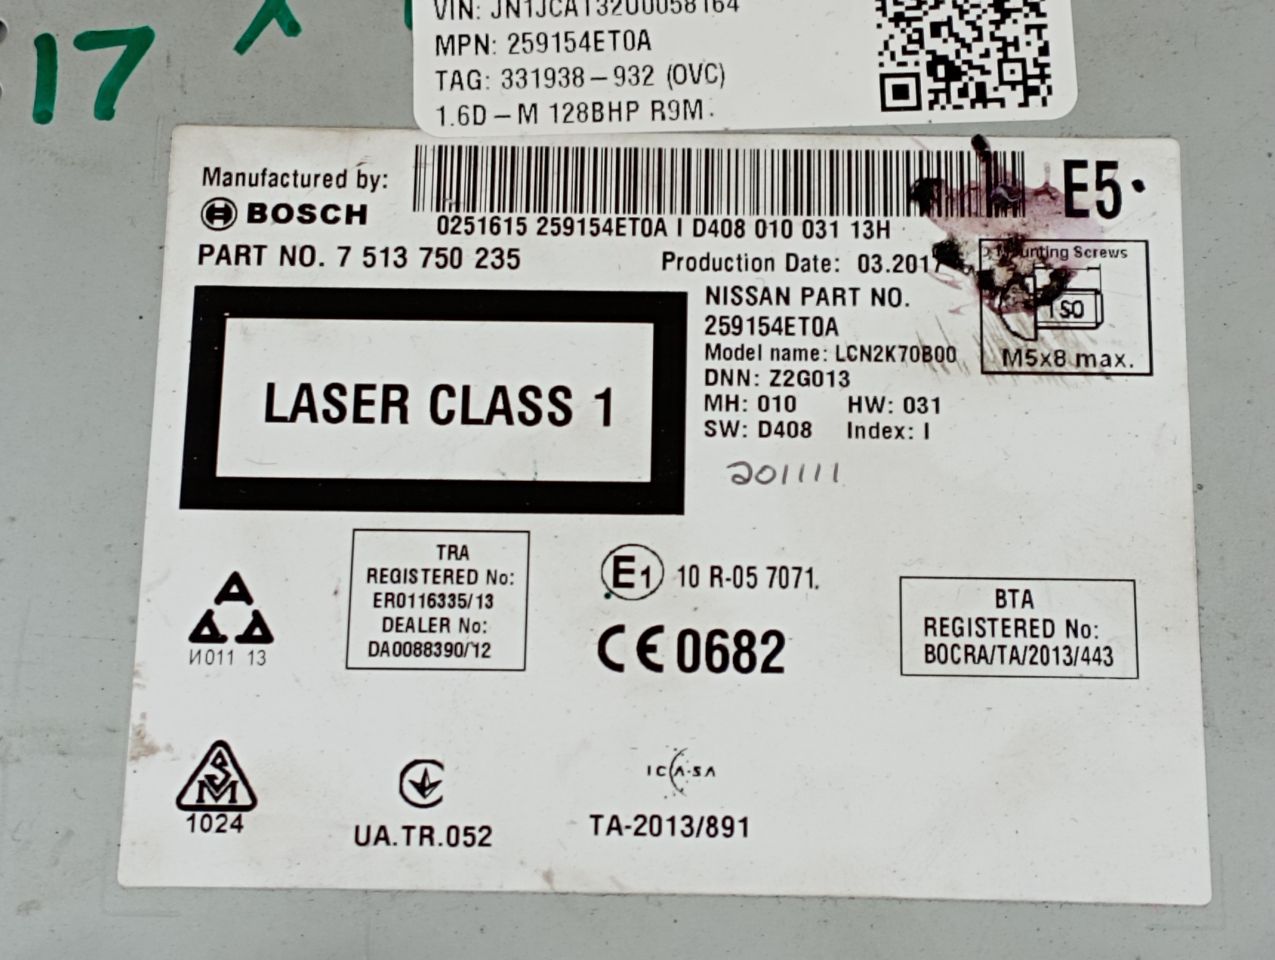 17
VIN: JN1JCAT32U0058164
MPN: 259154ET0A
TAG: 331938-932 (OVC)
1.6D-M 128BHP R9M.
Manufactured by:
BOSCH
0251615 259154ET0A I D408 010 031 13H
E5
PART NO. 7 513 750 235
Production Date: 03.2017
Mounting Screws
NISSAN PART NO.
259154ET0A
Model name: LCN2K70B00
M5x8 max.
DNN: Z2G013
MH: 010 HW: 031
SW: D408 Index: I
LASER CLASS 1
201111
TRA
REGISTERED No:
ER0116335/13
DEALER No:
DA0088390/12
E1 10 R-05 7071.
CE 0682
BTA
REGISTERED No:
BOCRA/TA/2013/443
И011 13
SM
1024
UA.TR.052
ICASA
TA-2013/891